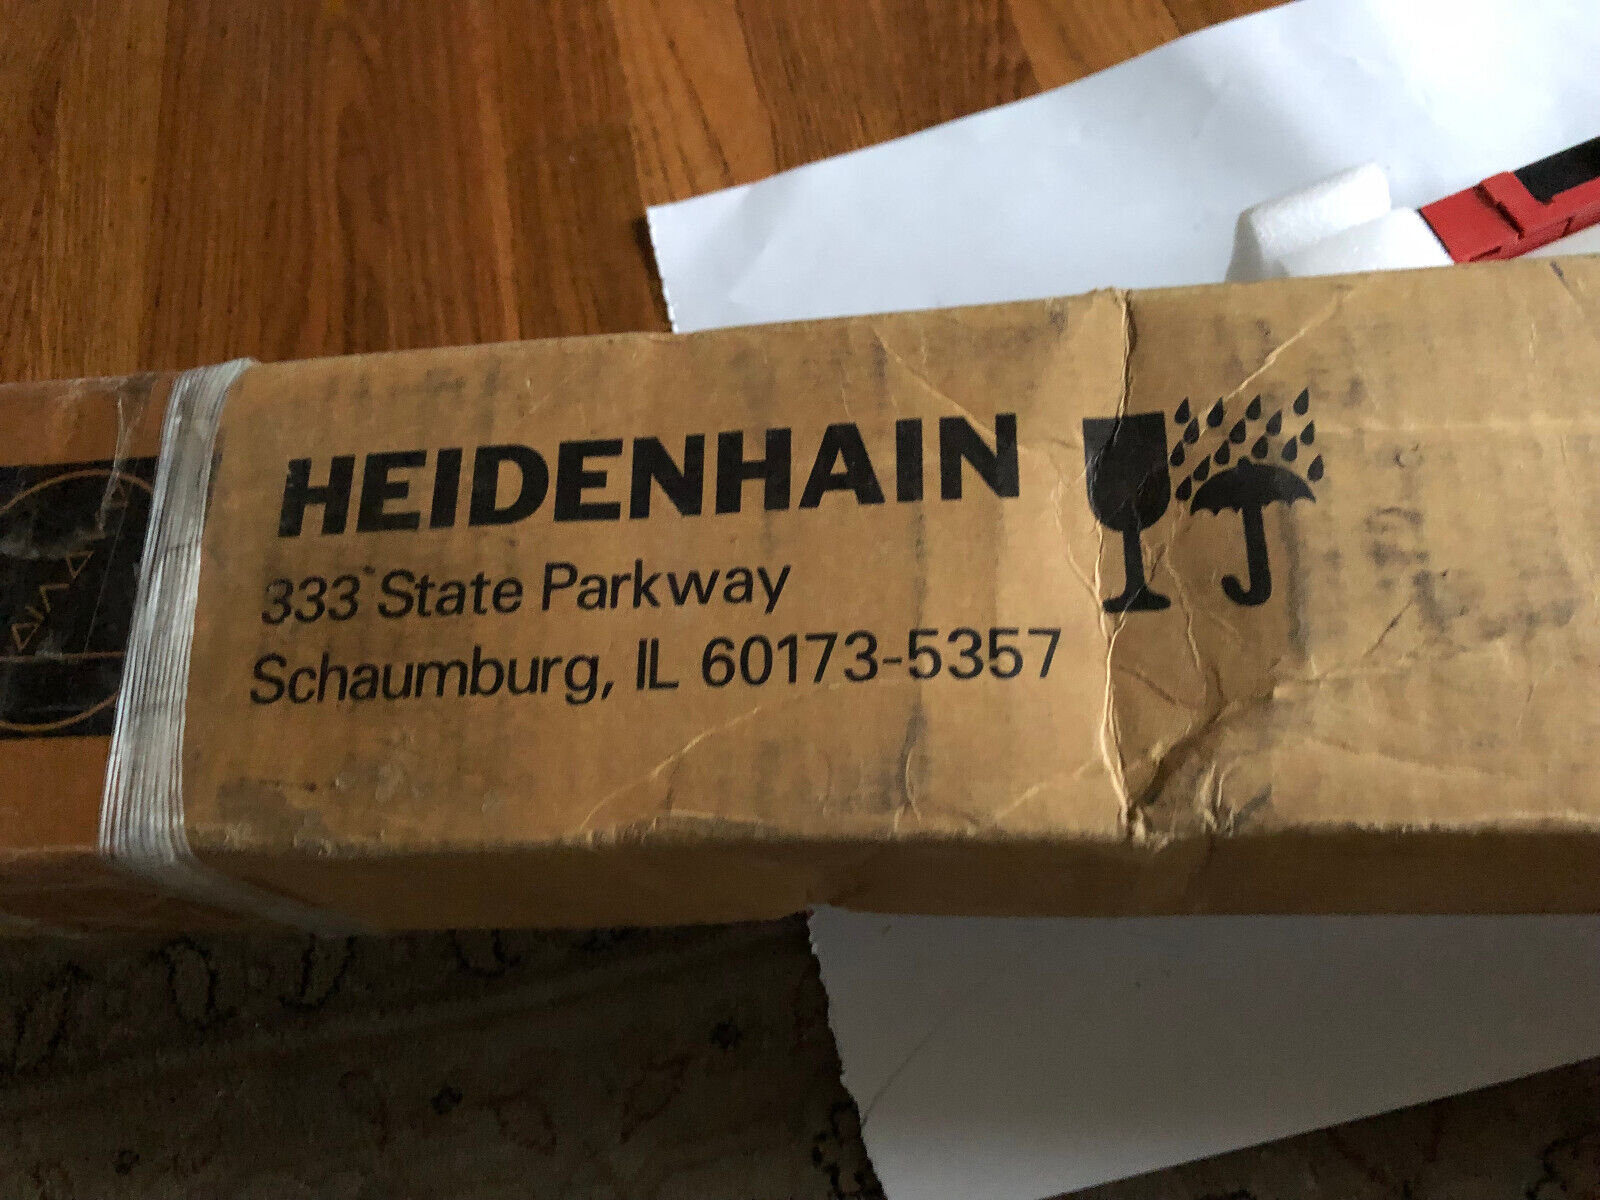 HEIDENHAIN
333 State Parkway
Schaumburg, IL 60173-5357